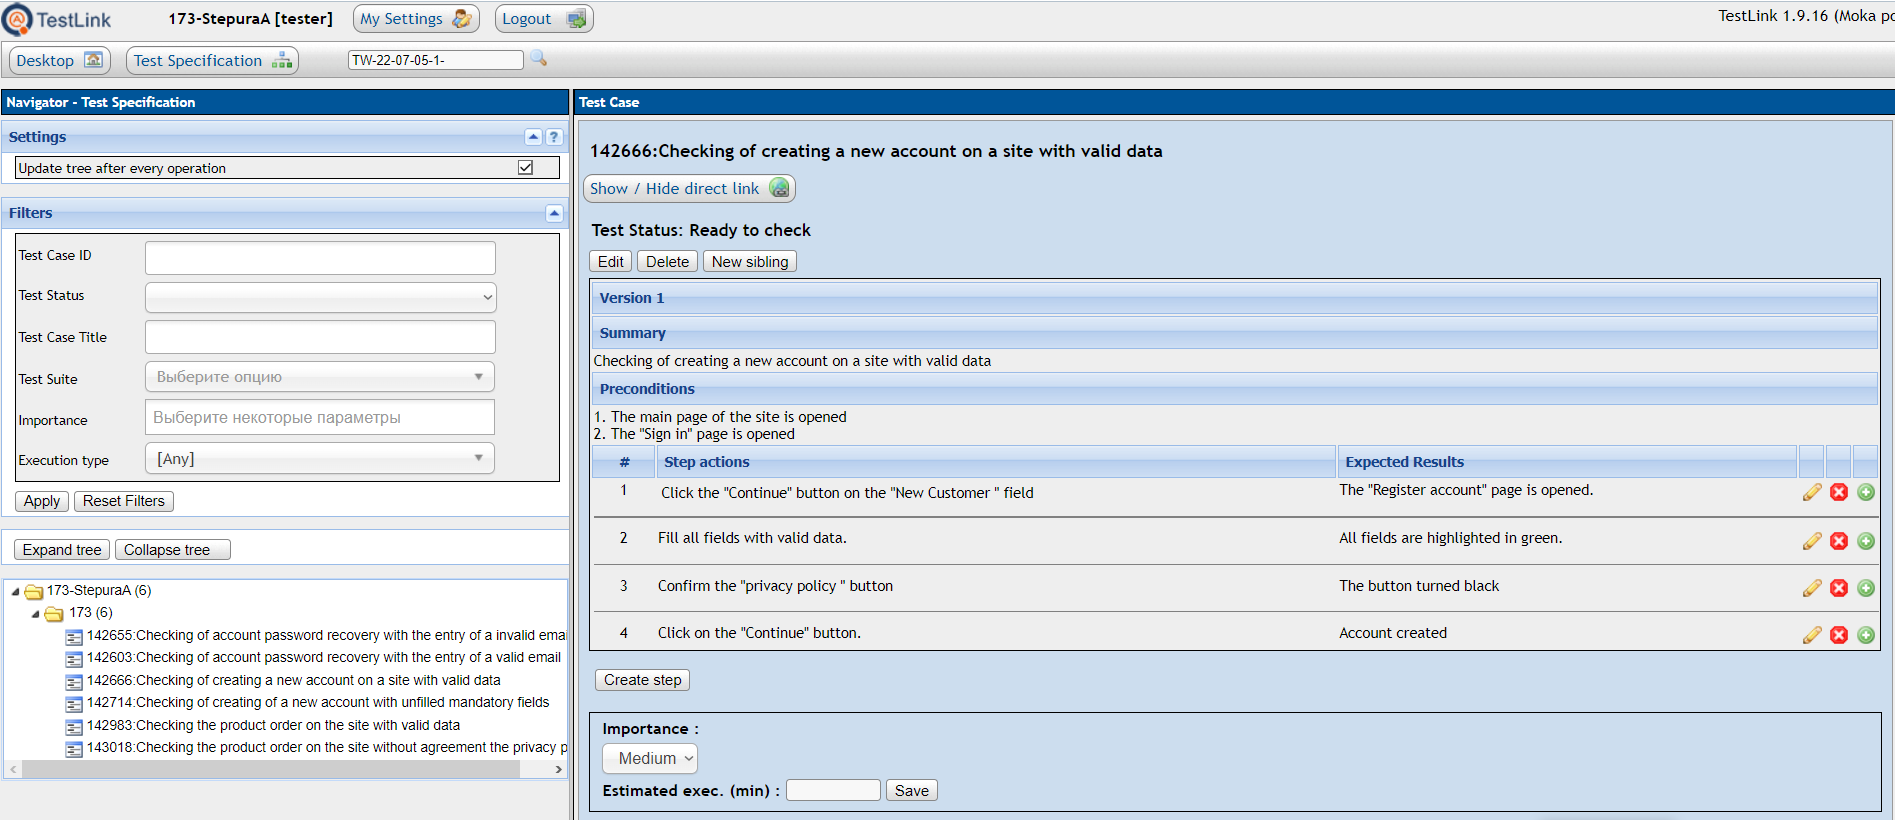 TestLink
173-StepuraA [tester]
My Settings
Logout
TestLink 1.9.16 (Moka po
Desktop
Test Specification
TW-22-07-05-1-
Navigator - Test Specification
Settings
?
Update tree after every operation
Filters
Test Case ID
Test Status
Test Case Title
Test Suite
Выберите опцию
Importance
Выберите некоторые параметры
Execution type
[Any]
Apply
Reset Filters
Expand tree
Collapse tree
173-StepuraA (6)
173 (6)
142655:Checking of account password recovery with the entry of a invalid emai
142603:Checking of account password recovery with the entry of a valid email
142666:Checking of creating a new account on a site with valid data
142714:Checking of creating of a new account with unfilled mandatory fields
142983:Checking the product order on the site with valid data
143018:Checking the product order on the site without agreement the privacy p
Test Case
142666:Checking of creating a new account on a site with valid data
Show / Hide direct link
Test Status: Ready to check
Edit
Delete
New sibling
Version 1
Summary
Checking of creating a new account on a site with valid data
Preconditions
1. The main page of the site is opened
2. The "Sign in" page is opened
# Step actions Expected Results
1 Click the "Continue" button on the "New Customer " field The "Register account" page is opened.
2 Fill all fields with valid data. All fields are highlighted in green.
3 Confirm the "privacy policy " button The button turned black
4 Click on the "Continue" button. Account created
Create step
Importance :
Medium
Estimated exec. (min) :
Save